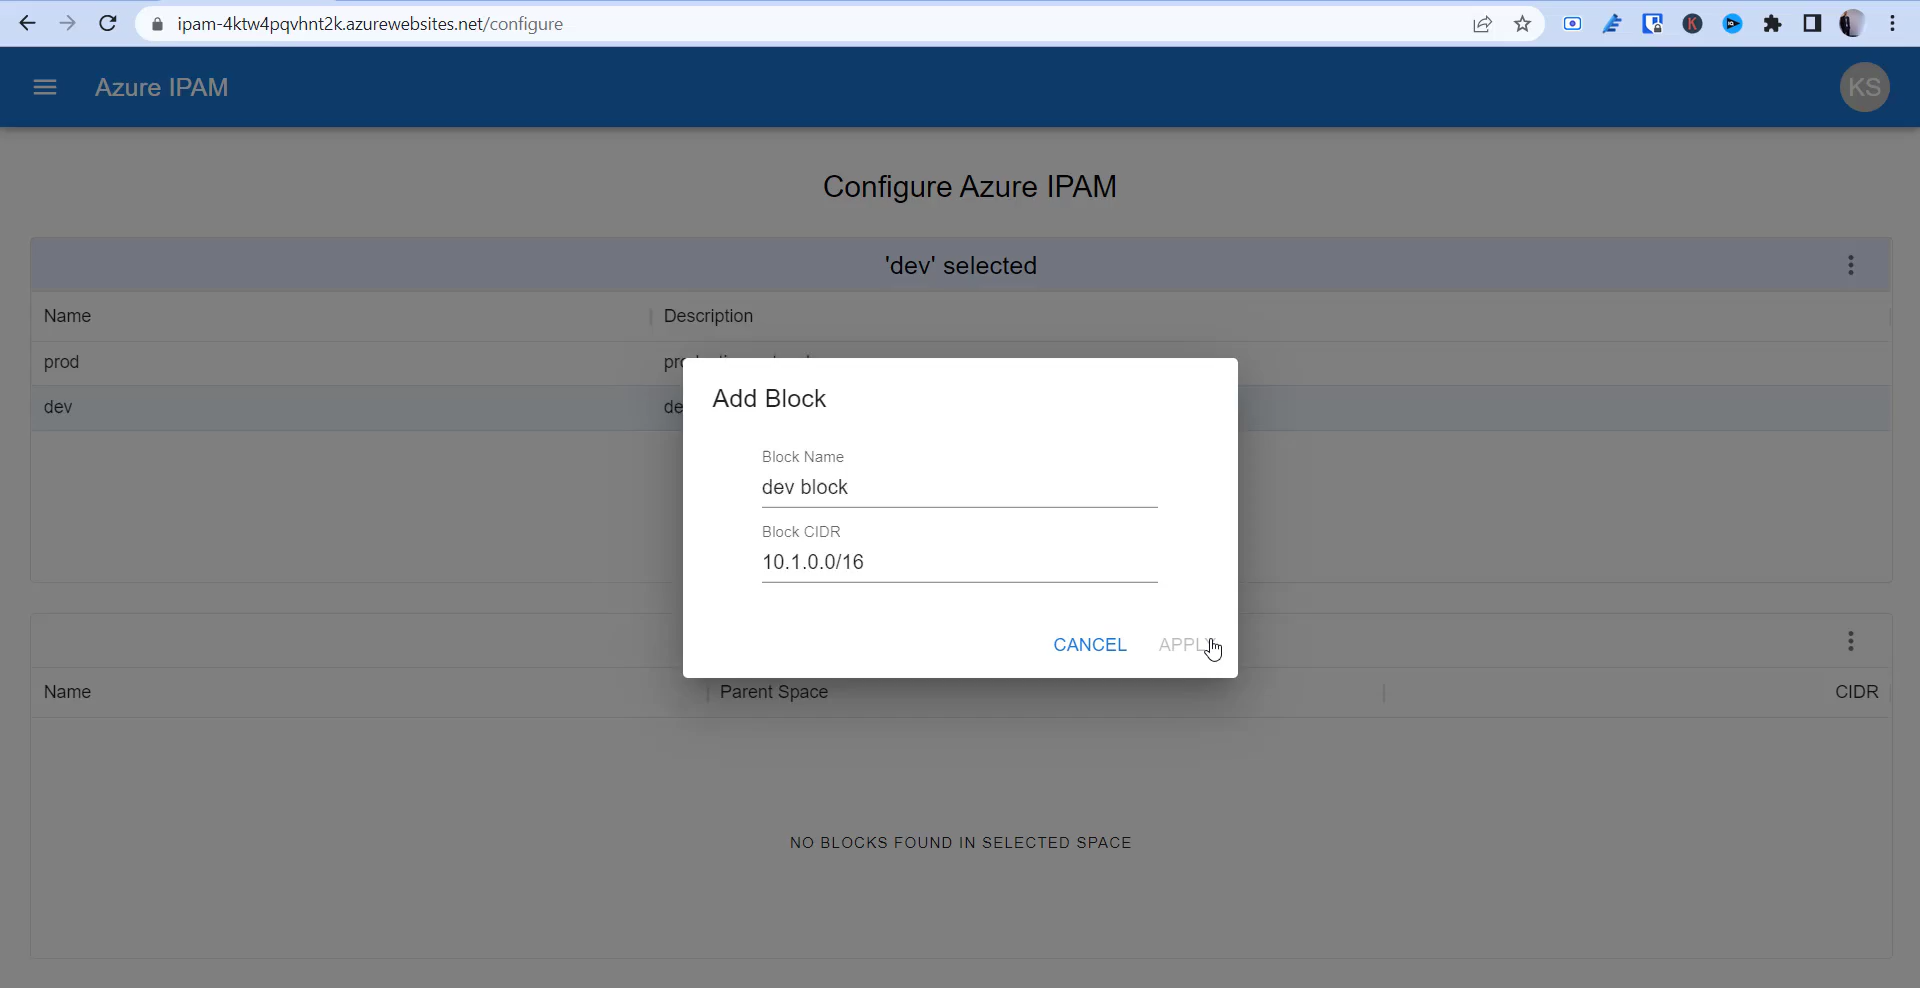 ipam-4ktw4pqvhnt2k.azurewebsites.net/configure
Azure IPAM
KS
Configure Azure IPAM
'dev' selected
Name Description
prod
dev
Add Block
Block Name
dev block
Block CIDR
10.1.0.0/16
CANCEL APPLY
Name Parent Space CIDR
NO BLOCKS FOUND IN SELECTED SPACE